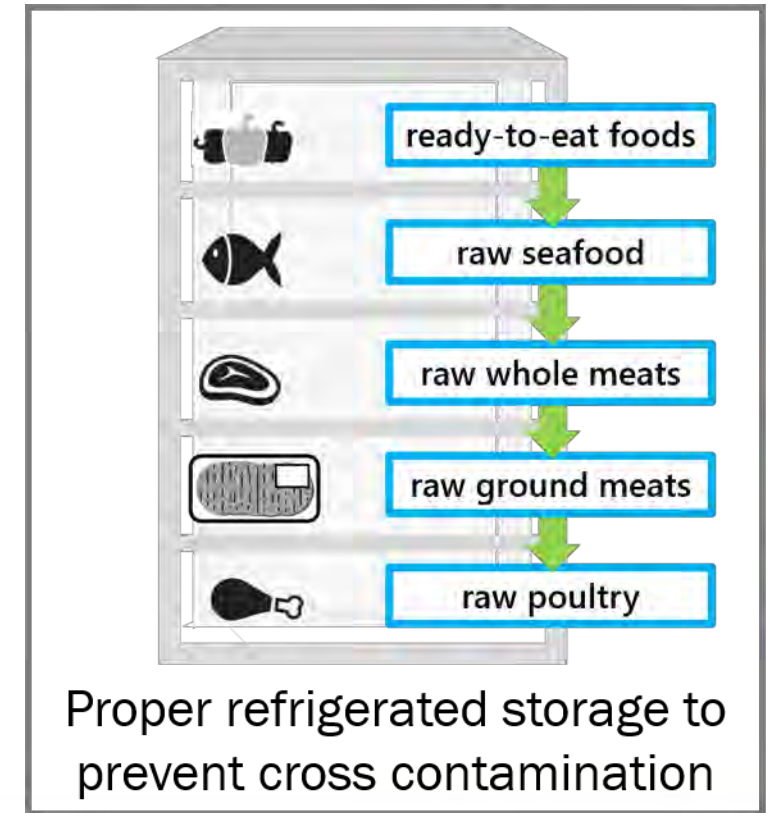 ready-to-eat foods
raw seafood
raw whole meats
raw ground meats
raw poultry
Proper refrigerated storage to
prevent cross contamination